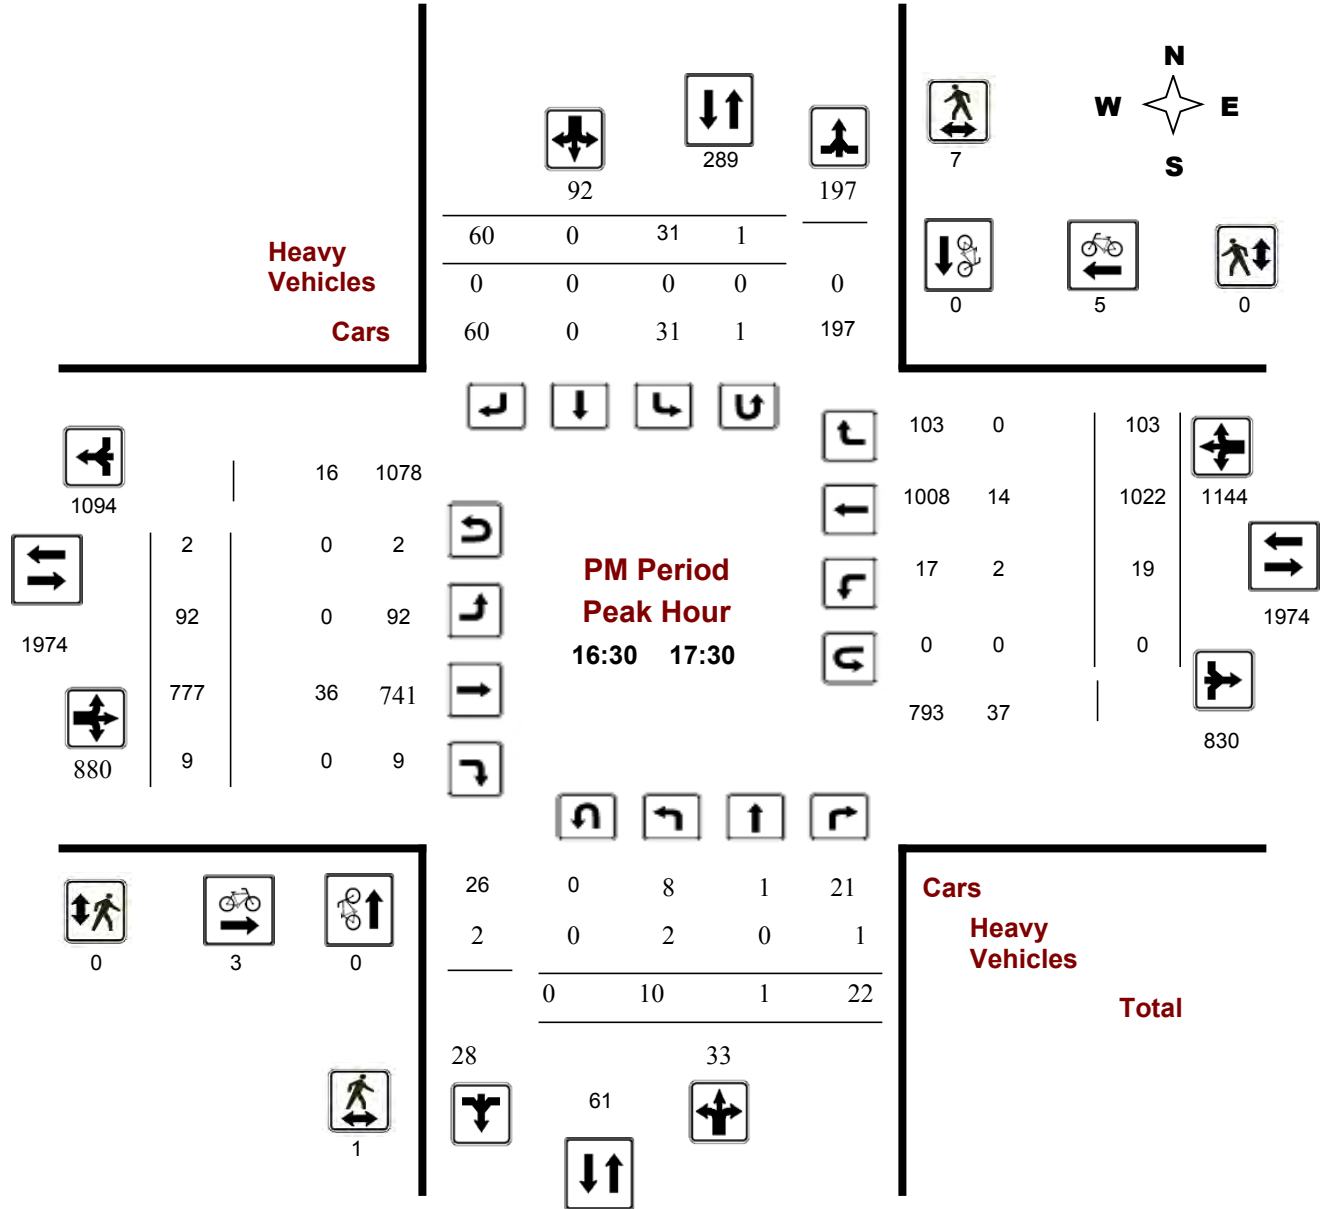 N
W E
S
289
7
92
197
60 0 31 1
Heavy
Vehicles
0 0 0 0 0
0 5 0
Cars
60 0 31 1 197
103 0 103
16 1078
1094
1008 14 1022 1144
2 0 2
PM Period
17 2 19
92 0 92
Peak Hour
1974
1974
16:30 17:30
0 0 0
777 36 741
793 37
830
880
9 0 9
26 0 8 1 21
Cars
2 0 2 0 1
Heavy
Vehicles
0 3 0
0 10 1 22
Total
28 33
61
1